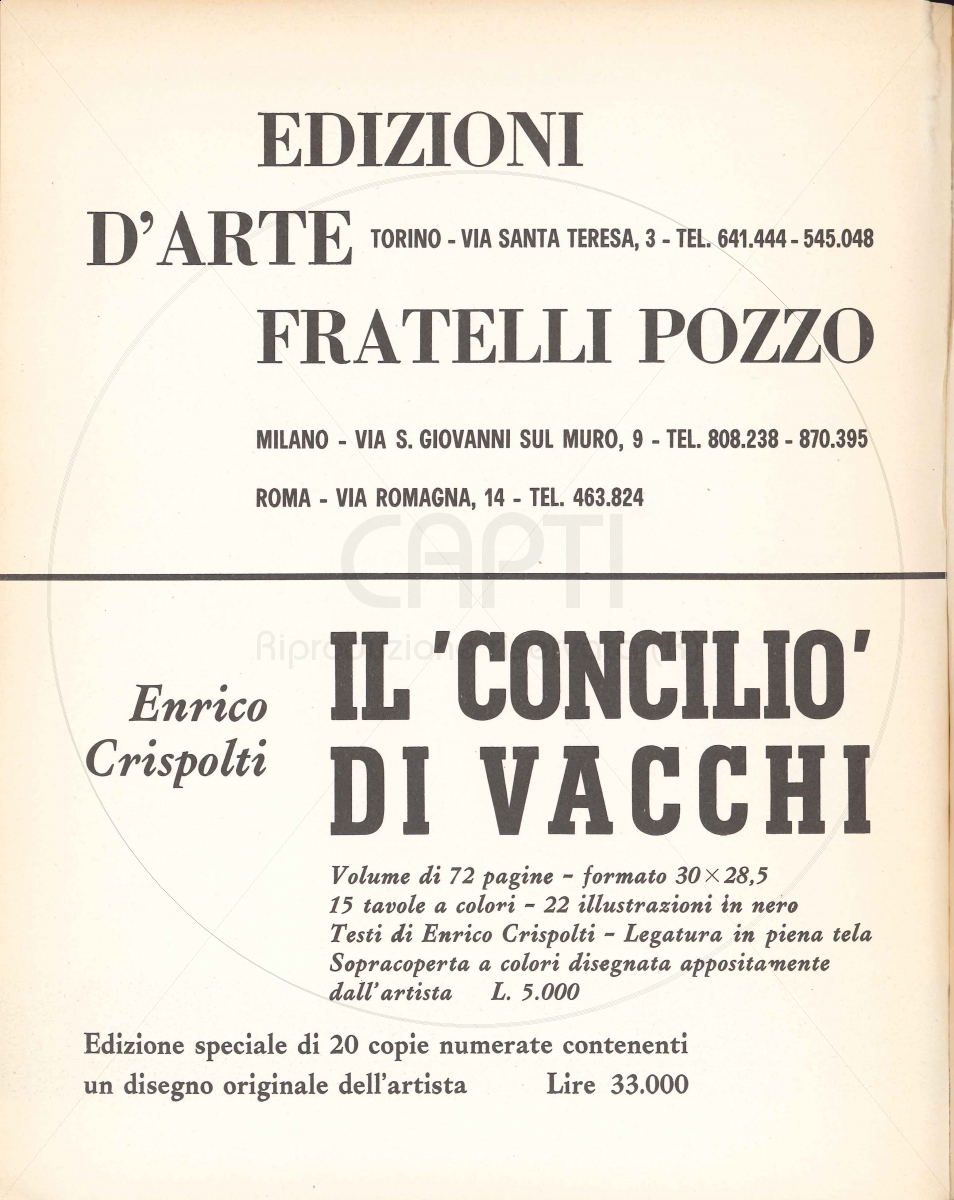 EDIZIONI
D'ARTE TORINO - VIA SANTA TERESA, 3 - TEL. 641.444 - 545.048
FRATELLI POZZO
MILANO - VIA S. GIOVANNI SUL MURO, 9 - TEL. 808.238 - 870.395
ROMA - VIA ROMAGNA, 14 - TEL. 463.824
CAPTI
Enrico
Crispolti
IL 'CONCILIO'
DI VACCHI
Volume di 72 pagine - formato 30×28,5
15 tavole a colori - 22 illustrazioni in nero
Testi di Enrico Crispolti - Legatura in piena tela
Sopracoperta a colori disegnata appositamente
dall'artista L. 5.000
Edizione speciale di 20 copie numerate contenenti
un disegno originale dell'artista Lire 33.000